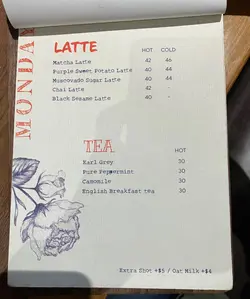 MONDAY
LATTE HOT COLD
Matcha Latte 42 46
Purple Sweet Potato Latte 40 44
Muscovado Sugar Latte 40 44
Chai Latte 42 -
Black Sesame Latte 40 -
TEA HOT
Earl Grey 30
Pure Peppermint 30
Camomile 30
English Breakfast tea 30
Extra Shot +$5 / Oat Milk +$4